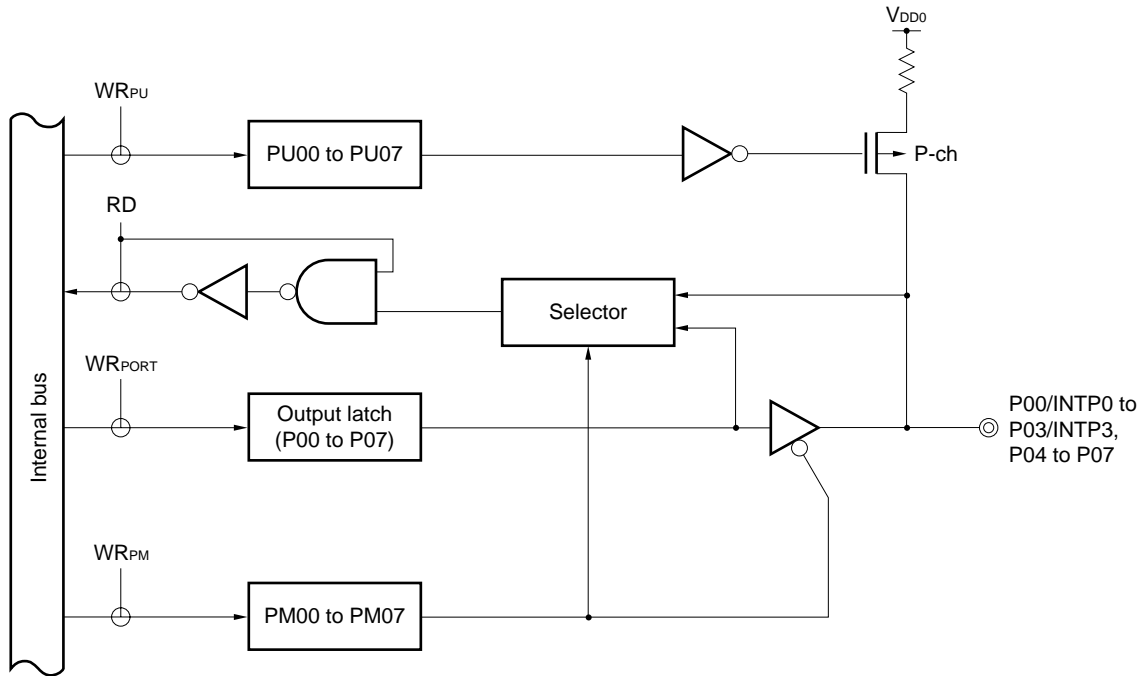 VDD0
WRPU
PU00 to PU07
P-ch
RD
Selector
WRPORT
Internal bus
Output latch
(P00 to P07)
P00/INTP0 to
P03/INTP3,
P04 to P07
WRPM
PM00 to PM07